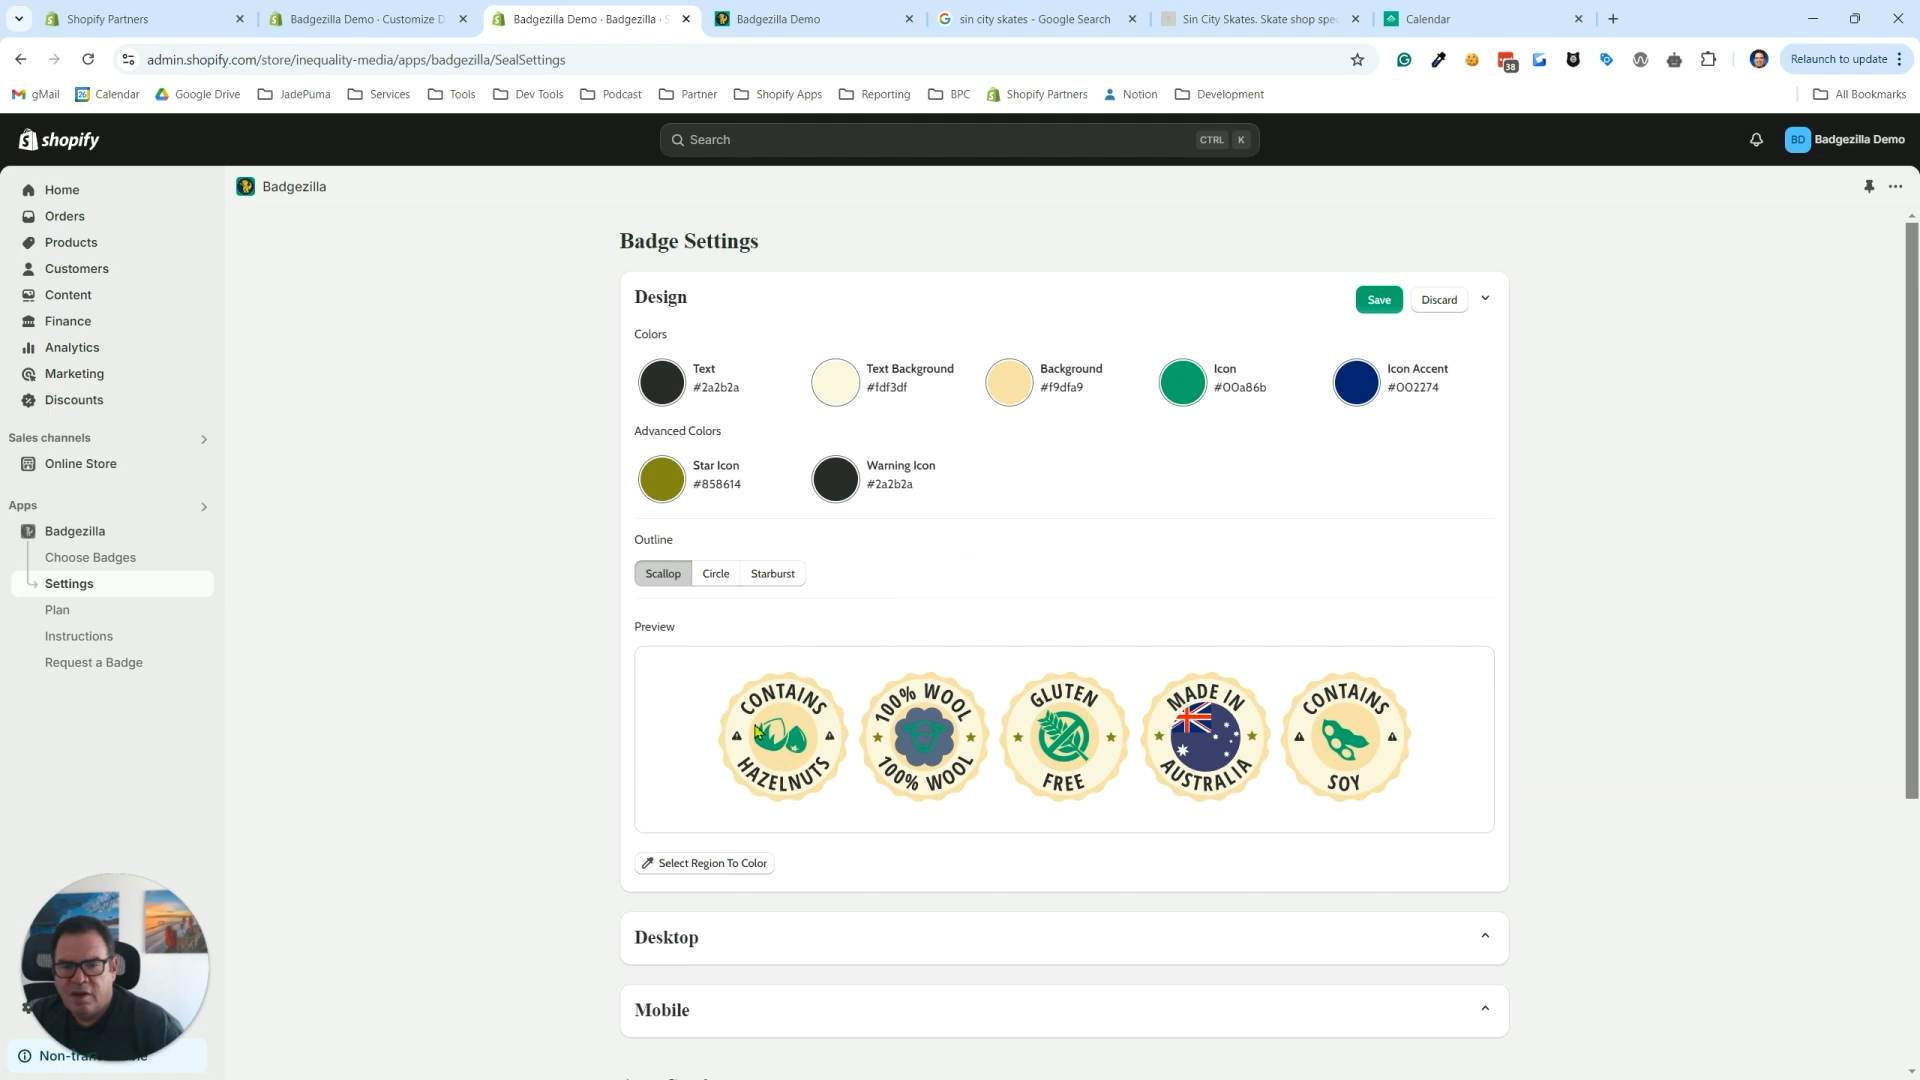 Shopify Partners
Badgezilla Demo · Customize D
Badgezilla Demo · Badgezilla · S
Badgezilla Demo
sin city skates - Google Search
Sin City Skates. Skate shop spe
Calendar
admin.shopify.com/store/inequality-media/apps/badgezilla/SealSettings
38
Relaunch to update
gMail
Calendar
Google Drive
JadePuma
Services
Tools
Dev Tools
Podcast
Partner
Shopify Apps
Reporting
BPC
Shopify Partners
Notion
Development
All Bookmarks
shopify
Search
CTRL K
BD Badgezilla Demo
Home
Orders
Products
Customers
Content
Finance
Analytics
Marketing
Discounts
Sales channels
Online Store
Apps
Badgezilla
Choose Badges
Settings
Plan
Instructions
Request a Badge
Badgezilla
Badge Settings
Design
Save
Discard
Colors
Text
#2a2b2a
Text Background
#fdf3df
Background
#f9dfa9
Icon
#00a86b
Icon Accent
#002274
Advanced Colors
Star Icon
#858614
Warning Icon
#2a2b2a
Outline
Scallop
Circle
Starburst
Preview
CONTAINS
HAZELNUTS
100% WOOL
100% WOOL
GLUTEN
FREE
MADE IN
AUSTRALIA
CONTAINS
SOY
Select Region To Color
Desktop
Mobile